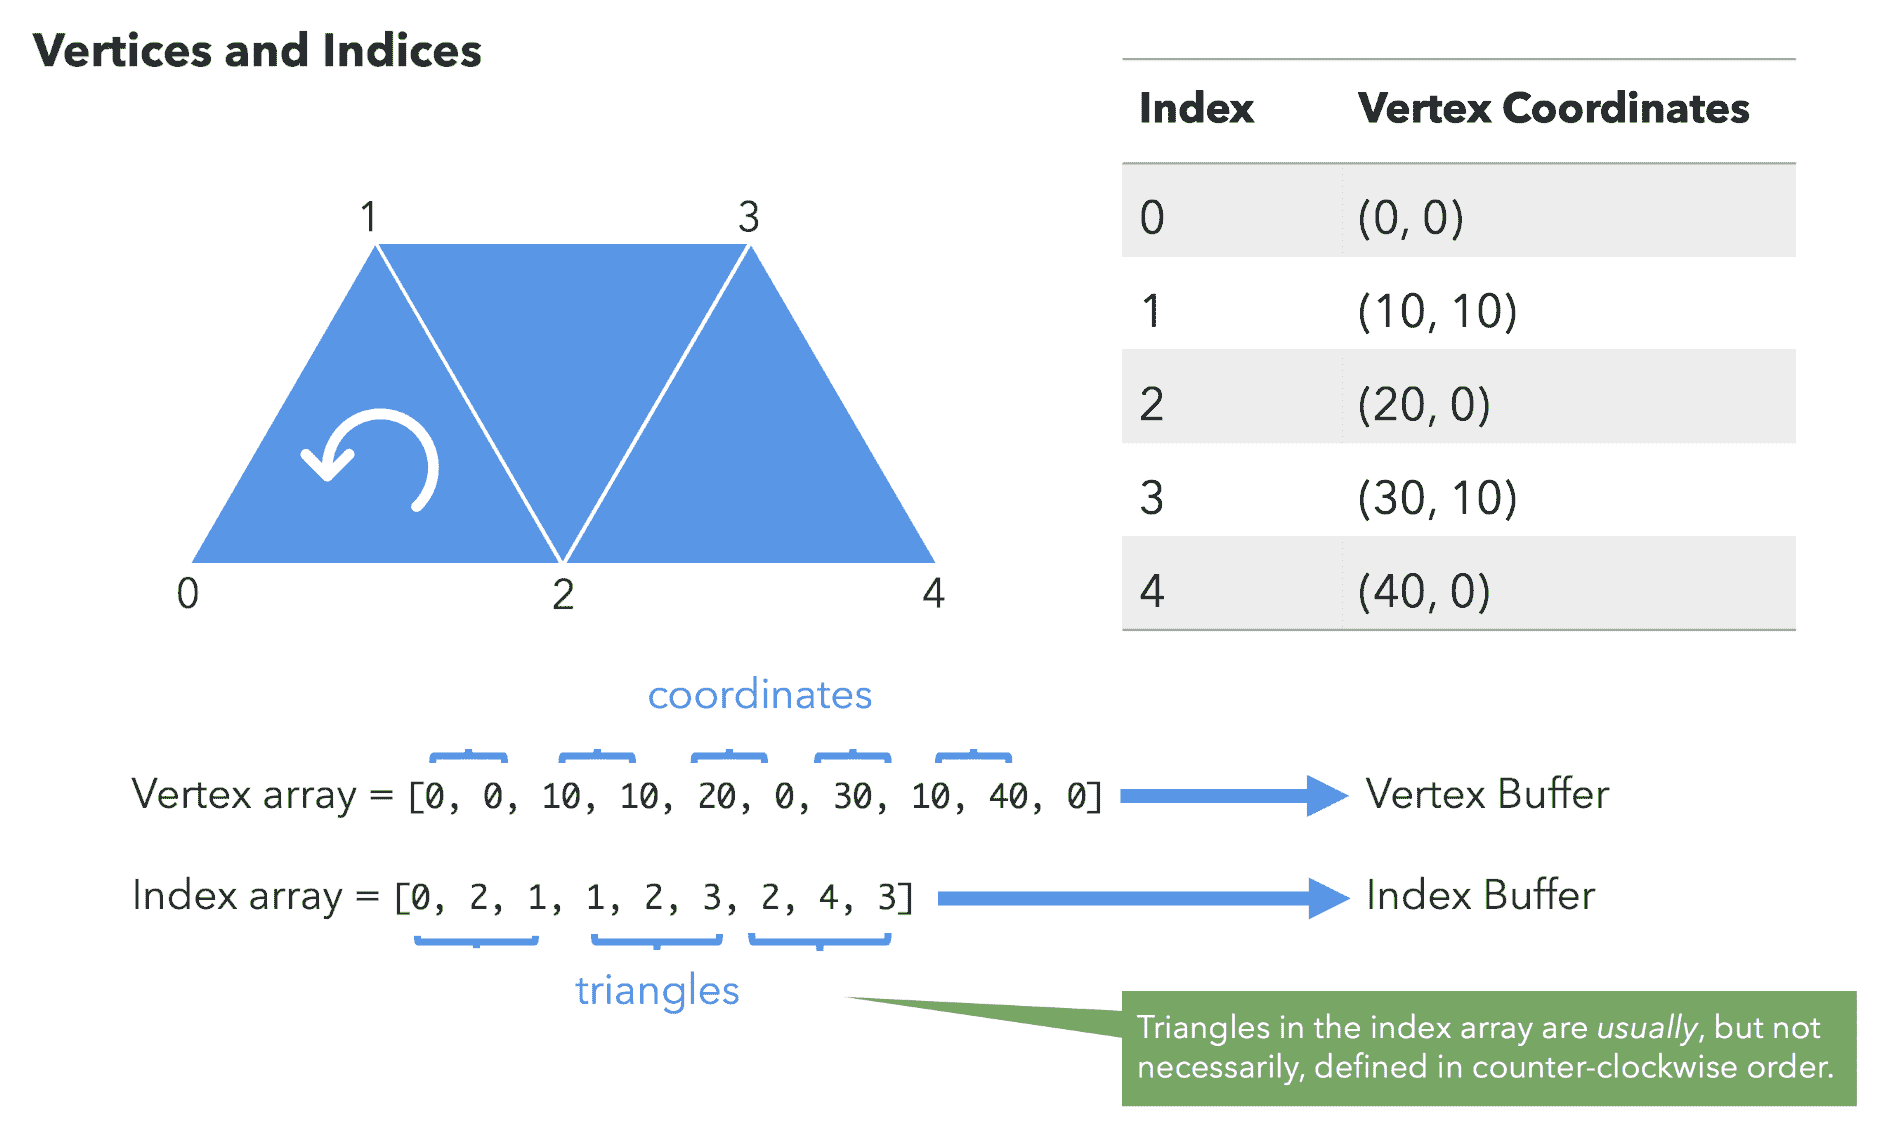 Vertices and Indices
1
3
0
2
4
Index Vertex Coordinates
0 (0, 0)
1 (10, 10)
2 (20, 0)
3 (30, 10)
4 (40, 0)
coordinates
Vertex array = [0, 0, 10, 10, 20, 0, 30, 10, 40, 0] Vertex Buffer
Index array = [0, 2, 1, 1, 2, 3, 2, 4, 3] Index Buffer
triangles
Triangles in the index array are usually, but not
necessarily, defined in counter-clockwise order.